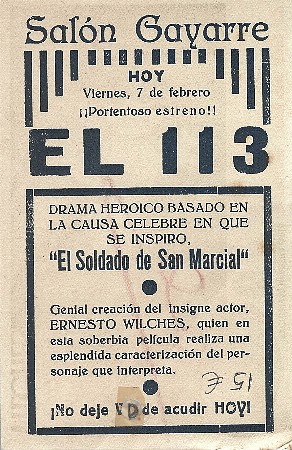 Salón Gayarre
HOY
Viernes, 7 de febrero
¡¡Portentoso estreno!!
EL 113
DRAMA HEROICO BASADO EN
LA CAUSA CELEBRE EN QUE
SE INSPIRO,
"El Soldado de San Marcial"
Genial creación del insigne actor,
ERNESTO WILCHES, quien en
esta soberbia película realiza una
esplendida caracterización del per-
sonaje que interpreta.
15 €
¡No deje VD de acudir HOY!